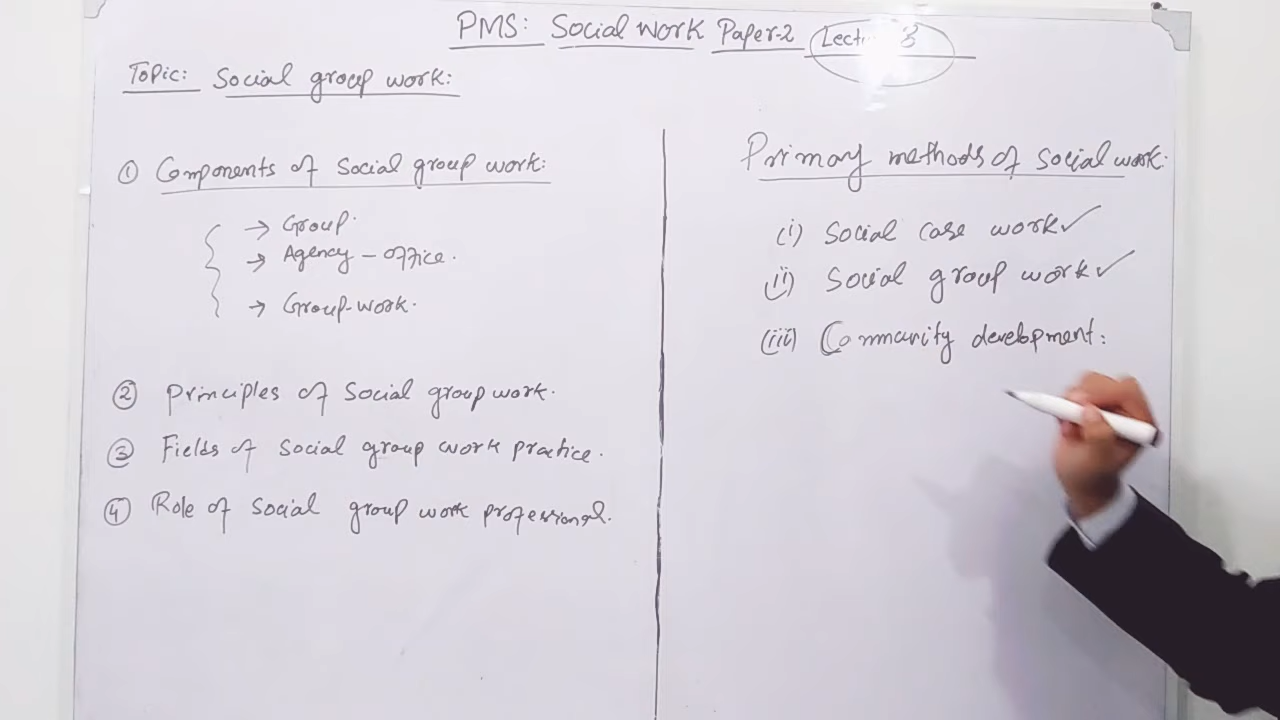 PMS: Social work Paper-2 Lect 3
Topic: Social group work:
① Components of Social group work:
→ Group.
→ Agency - office.
→ Group-work.
② Principles of Social group work.
③ Fields of Social group work practice.
④ Role of Social group work professional.
Primary methods of Social work:
(i) Social case work ✓
(ii) Social group work ✓
(iii) Community development: